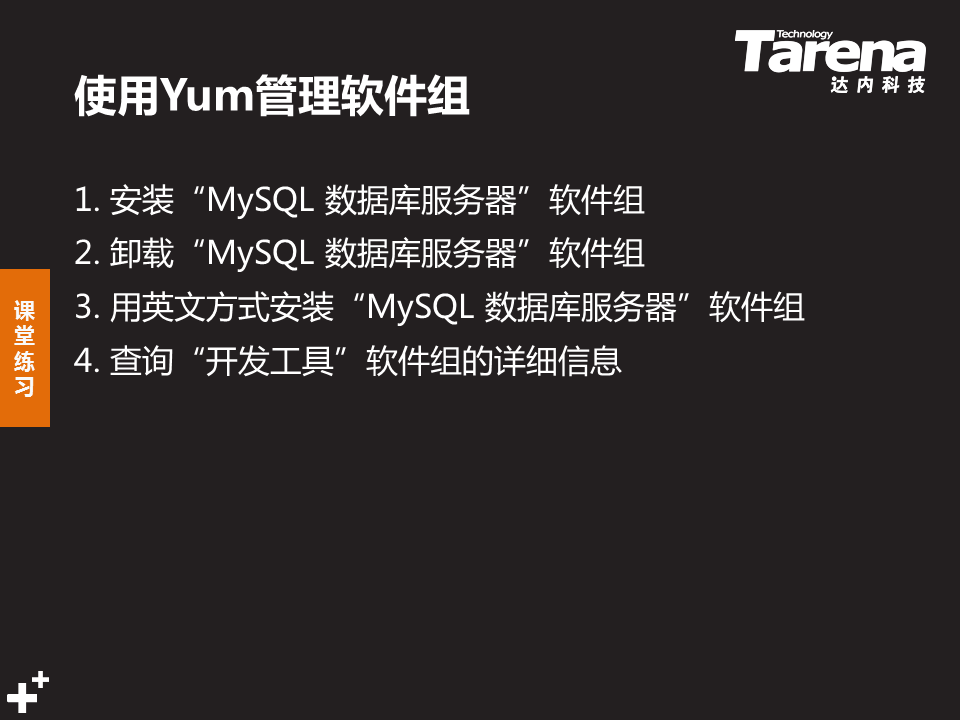 Technology
Tarena
达内科技
使用Yum管理软件组
1. 安装“MySQL 数据库服务器”软件组
2. 卸载“MySQL 数据库服务器”软件组
3. 用英文方式安装“MySQL 数据库服务器”软件组
4. 查询“开发工具”软件组的详细信息
课
堂
练
习